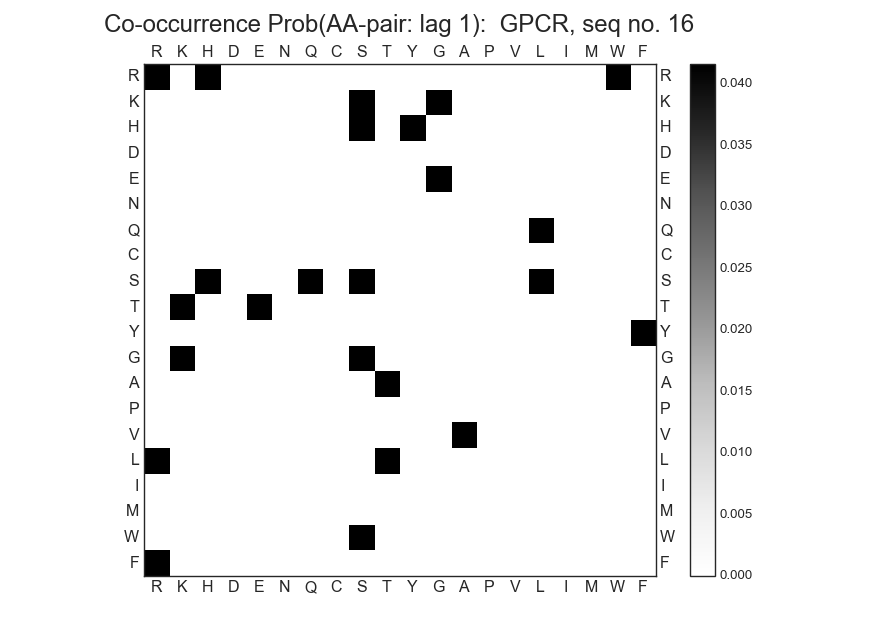 Co-occurrence Prob(AA-pair: lag 1):  GPCR, seq no. 16
R K H D E N Q C S T Y G A P V L I M W F
R R
K K 0.040
H H
0.035
D D
E E
N N 0.030
Q Q
C C
0.025
S S
T T
Y Y 0.020
G G
A A 0.015
P P
V V 0.010
L L
I I
0.005
M M
W W
F F
0.000
R K H D E N Q C S T Y G A P V L I M W F